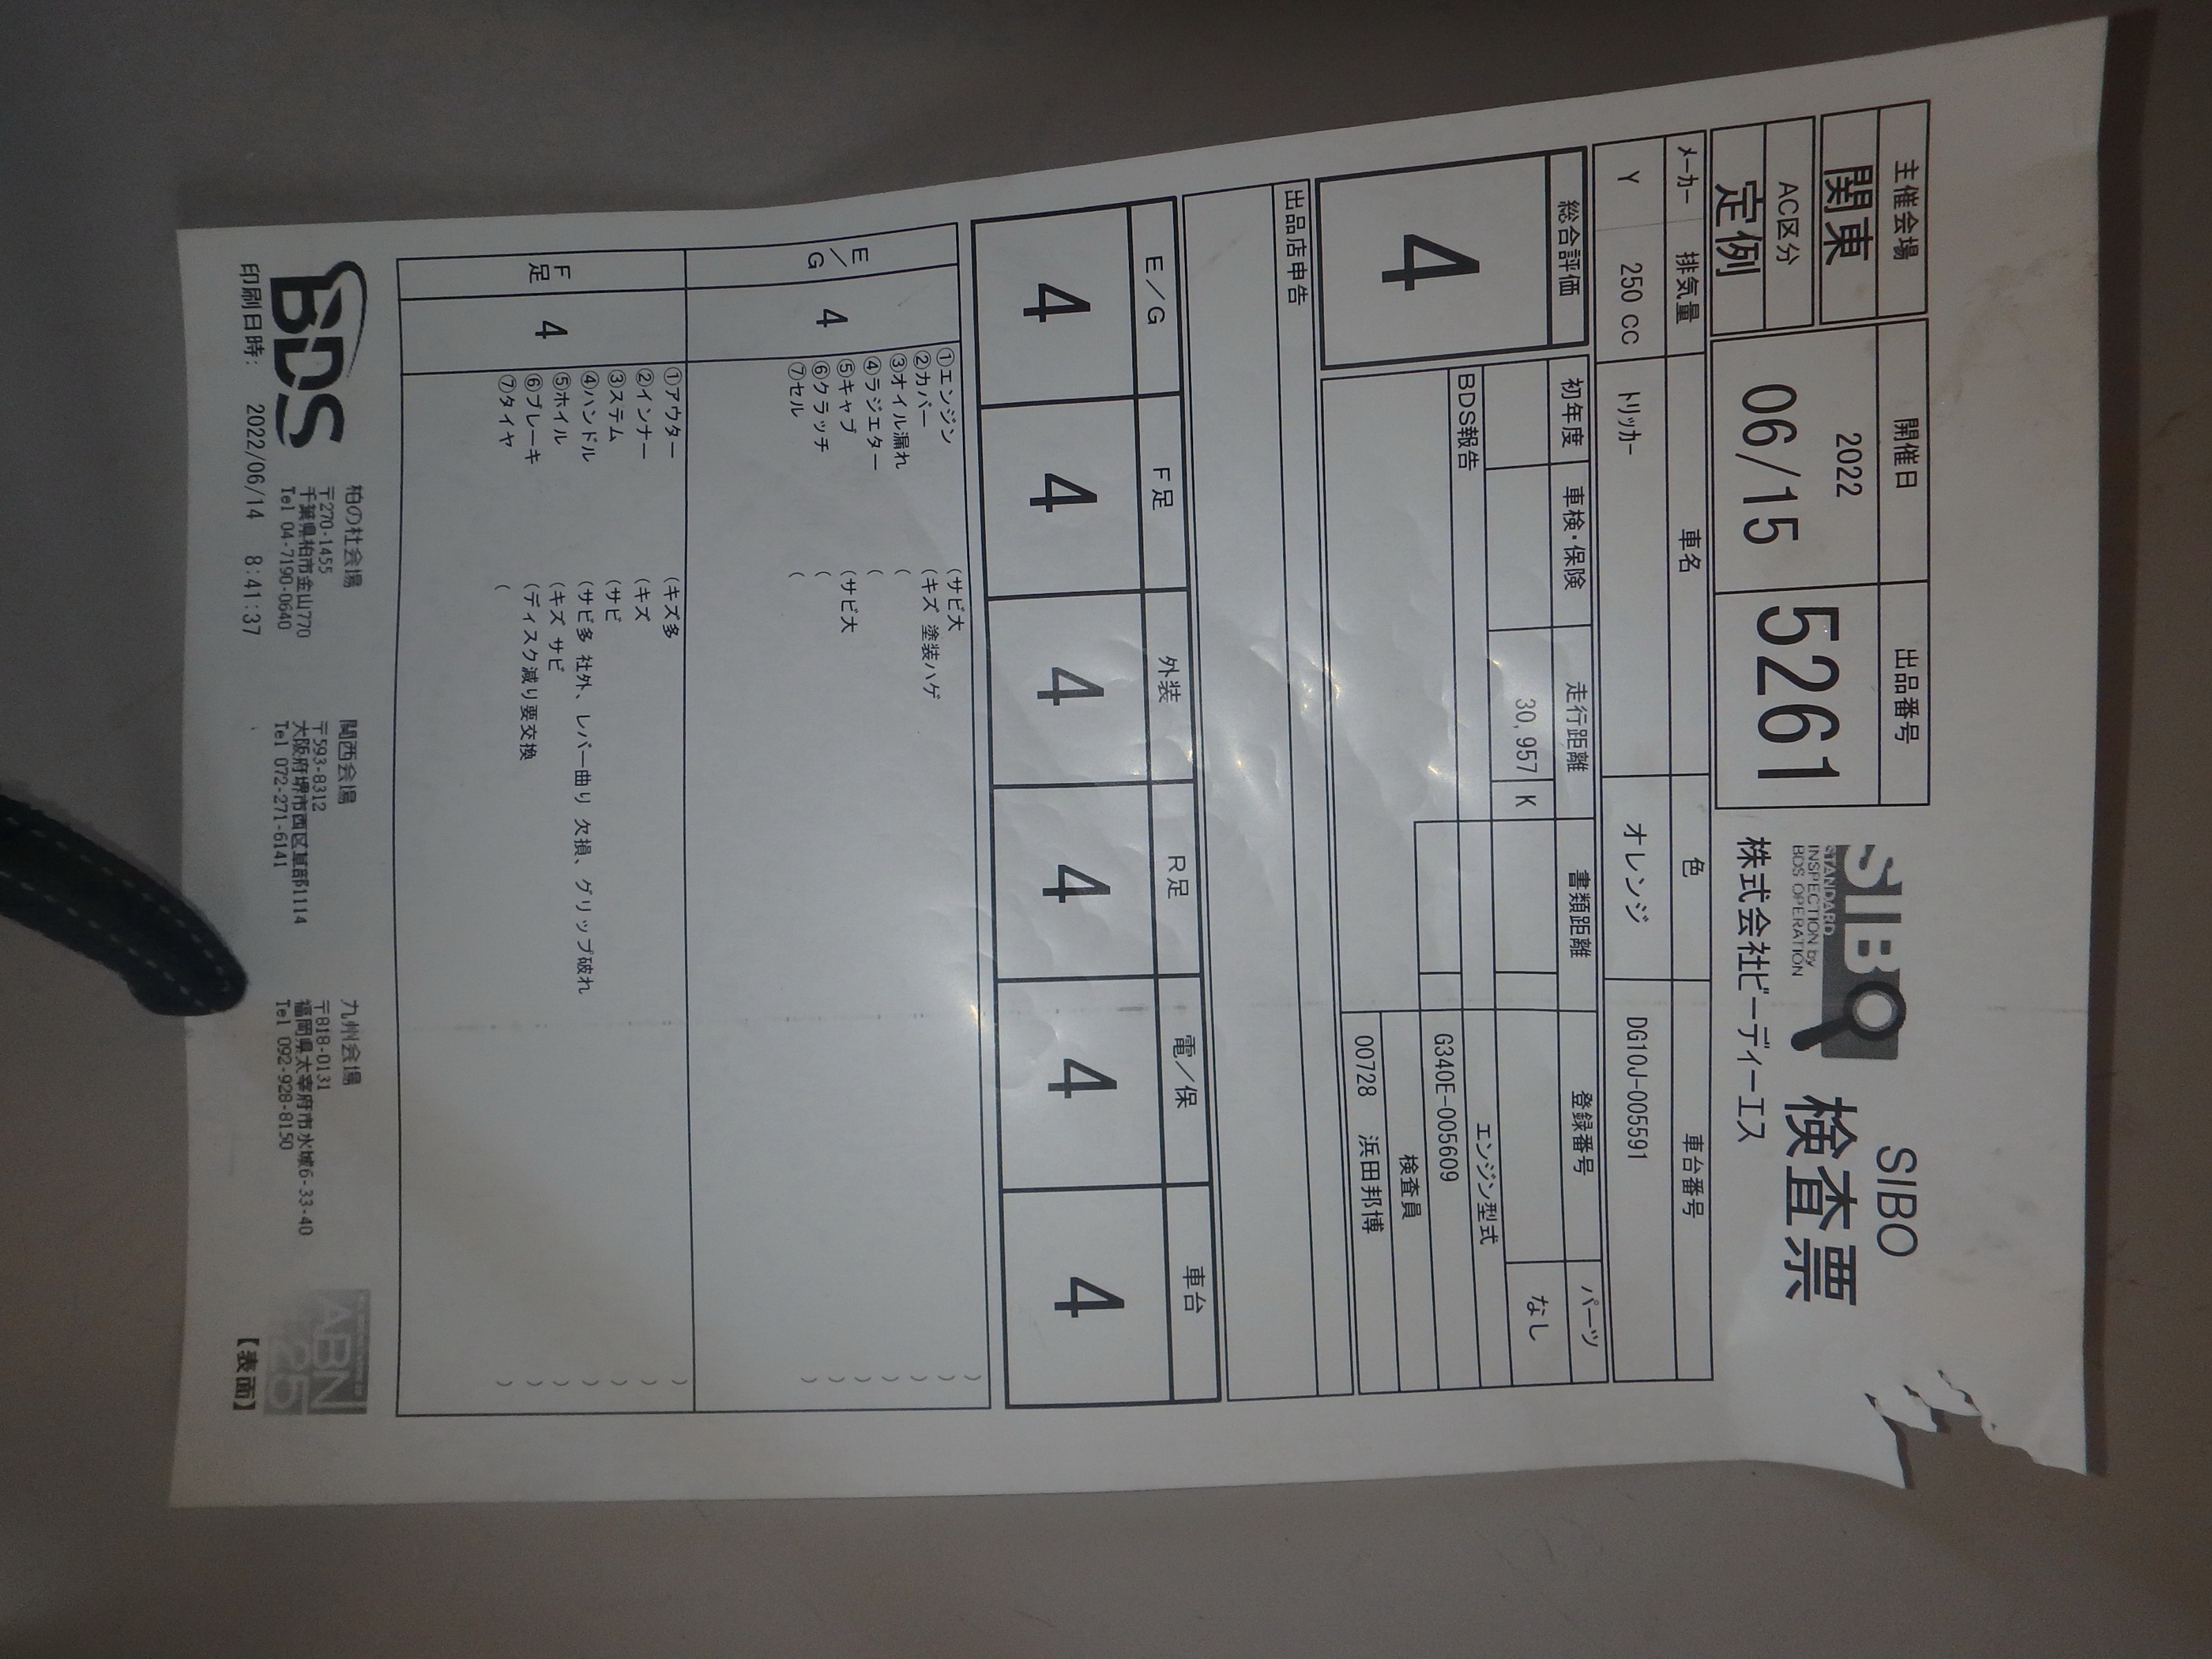 主催会場 開催日 出品番号
関東 2022 06/15 5261
AC区分
定例
SIBO
STANDARD
INSPECTION by
BDS OPERATION
SIBO
検査票
株式会社ビーディーエス
メーカー 排気量 車名 色 車台番号
Y 250 CC トリッカー オレンジ DG10J-005591
総合評価 初年度 車検・保険 走行距離 書類距離 登録番号 パーツ
4 30,957 K なし
BDS報告 エンジン型式
G340E-005609
検査員
00728 浜田邦博
出品店申告
E/G F足 外装 R足 電/保 車台
4 4 4 4 4 4
E/G 4
①エンジン (サビ大 )
②カバー (キズ 塗装ハゲ )
③オイル漏れ ( )
④ラジエター ( )
⑤キャブ (サビ大 )
⑥クラッチ ( )
⑦セル ( )
F足 4
①アウター (キズ多 )
②インナー (キズ )
③ステム (サビ )
④ハンドル (サビ多 社外、レバー曲り 欠損、グリップ破れ )
⑤ホイル (キズ サビ )
⑥ブレーキ (ディスク減り要交換 )
⑦タイヤ ( )
BDS
柏の杜会場
〒270-1455
千葉県柏市金山770
Tel 04-7190-0640
関西会場
〒593-8312
大阪府堺市西区草部1114
Tel 072-271-6141
九州会場
〒818-0131
福岡県太宰府市水城6-33-40
Tel 092-928-8150
ABN
25
印刷日時: 2022/06/14 8:41:37
【表面】